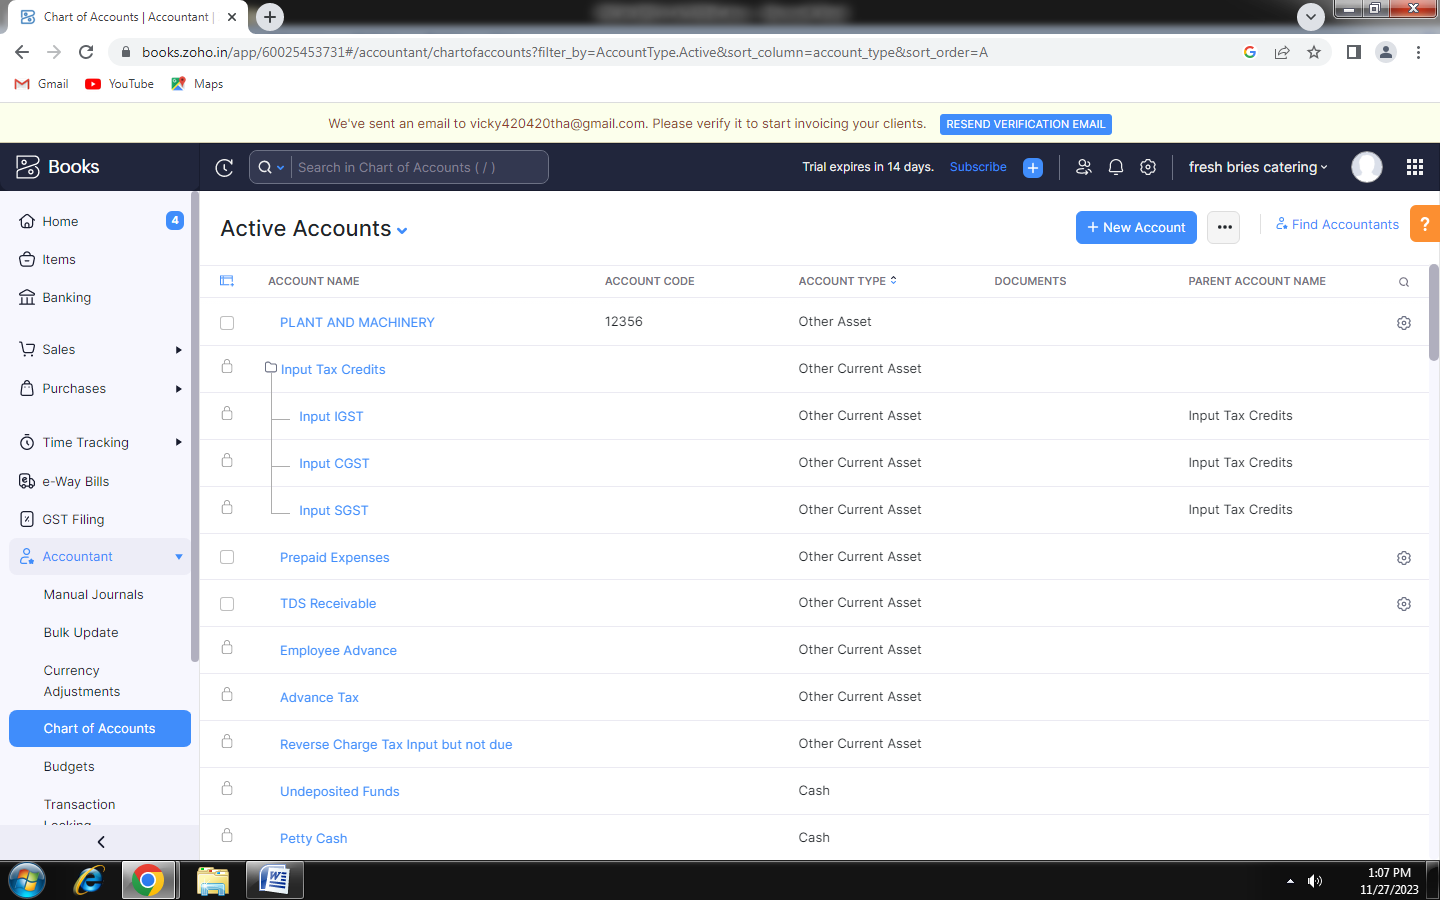 Chart of Accounts | Accountant |
books.zoho.in/app/60025453731#/accountant/chartofaccounts?filter_by=AccountType.Active&sort_column=account_type&sort_order=A
Gmail YouTube Maps
We've sent an email to vicky420420tha@gmail.com. Please verify it to start invoicing your clients. RESEND VERIFICATION EMAIL
Books Search in Chart of Accounts ( / ) Trial expires in 14 days. Subscribe fresh bries catering
Home 4
Items
Banking
Sales
Purchases
Time Tracking
e-Way Bills
GST Filing
Accountant
Manual Journals
Bulk Update
Currency
Adjustments
Chart of Accounts
Budgets
Transaction
Locking
Active Accounts + New Account Find Accountants ?
ACCOUNT NAME ACCOUNT CODE ACCOUNT TYPE DOCUMENTS PARENT ACCOUNT NAME
PLANT AND MACHINERY 12356 Other Asset
Input Tax Credits Other Current Asset
Input IGST Other Current Asset Input Tax Credits
Input CGST Other Current Asset Input Tax Credits
Input SGST Other Current Asset Input Tax Credits
Prepaid Expenses Other Current Asset
TDS Receivable Other Current Asset
Employee Advance Other Current Asset
Advance Tax Other Current Asset
Reverse Charge Tax Input but not due Other Current Asset
Undeposited Funds Cash
Petty Cash Cash
1:07 PM
11/27/2023